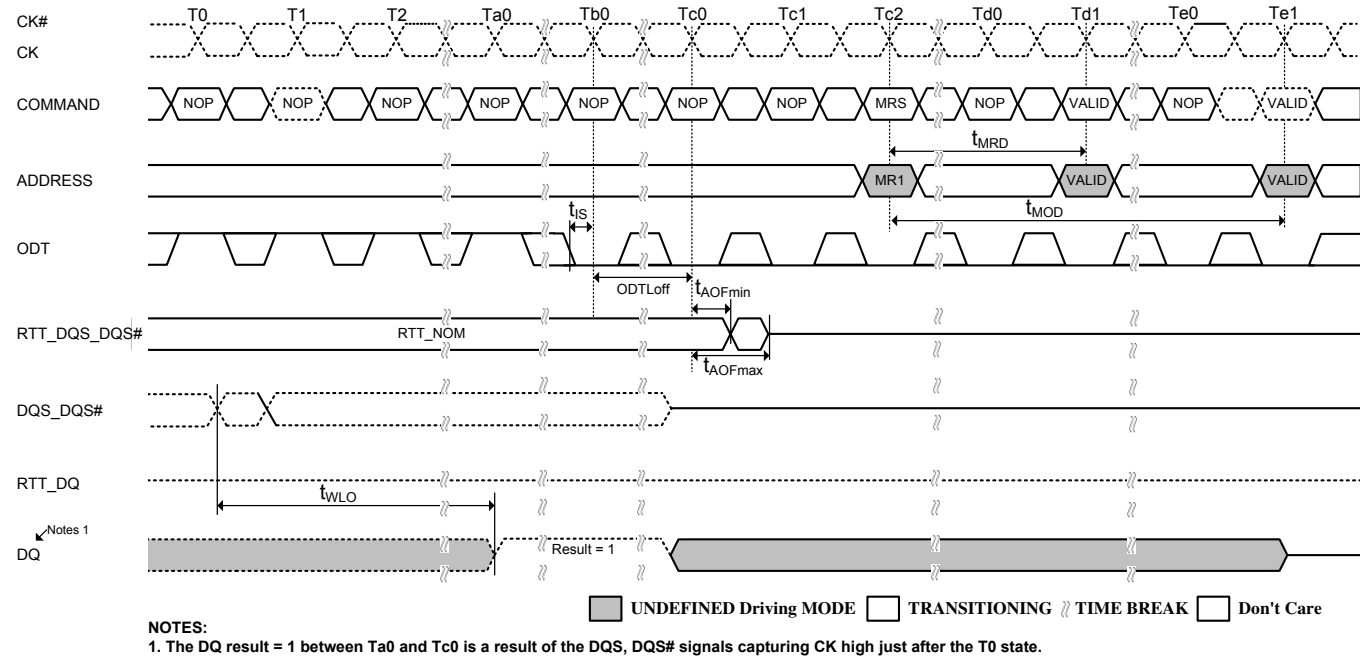 T0 T1 T2 Ta0 Tb0 Tc0 Tc1 Tc2 Td0 Td1 Te0 Te1
CK#
CK
COMMAND NOP NOP NOP NOP NOP NOP NOP MRS NOP VALID NOP VALID
tMRD
ADDRESS MR1 VALID VALID
tIS tMOD
ODT
ODTLoff tAOFmin
RTT_DQS_DQS# RTT_NOM
tAOFmax
DQS_DQS#
RTT_DQ
tWLO
Notes 1
DQ Result = 1
UNDEFINED Driving MODE TRANSITIONING TIME BREAK Don't Care
NOTES:
1. The DQ result = 1 between Ta0 and Tc0 is a result of the DQS, DQS# signals capturing CK high just after the T0 state.